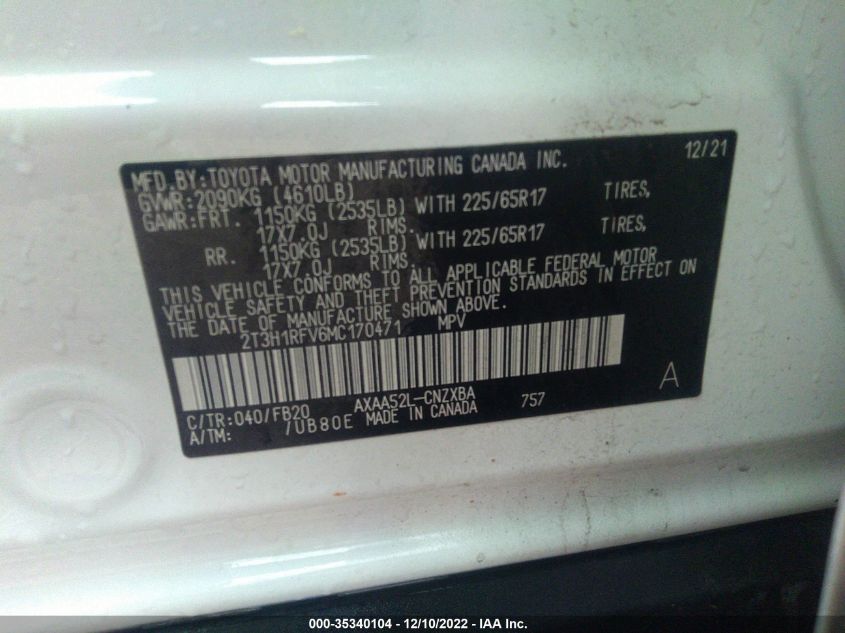 MFD.BY:TOYOTA MOTOR MANUFACTURING CANADA INC. 12/21
GVWR:2090KG (4610LB)
GAWR:FRT. 1150KG (2535LB) WITH 225/65R17 TIRES,
17X7.0J RIMS.
RR. 1150KG (2535LB) WITH 225/65R17 TIRES,
17X7.0J RIMS.
THIS VEHICLE CONFORMS TO ALL APPLICABLE FEDERAL MOTOR
VEHICLE SAFETY AND THEFT PREVENTION STANDARDS IN EFFECT ON
THE DATE OF MANUFACTURE SHOWN ABOVE.
2T3H1RFV6MC170471 MPV
A
C/TR:040/FB20 AXAA52L-CNZXBA 757
A/TM: /UB80E MADE IN CANADA
000-35340104 - 12/10/2022 - IAA Inc.